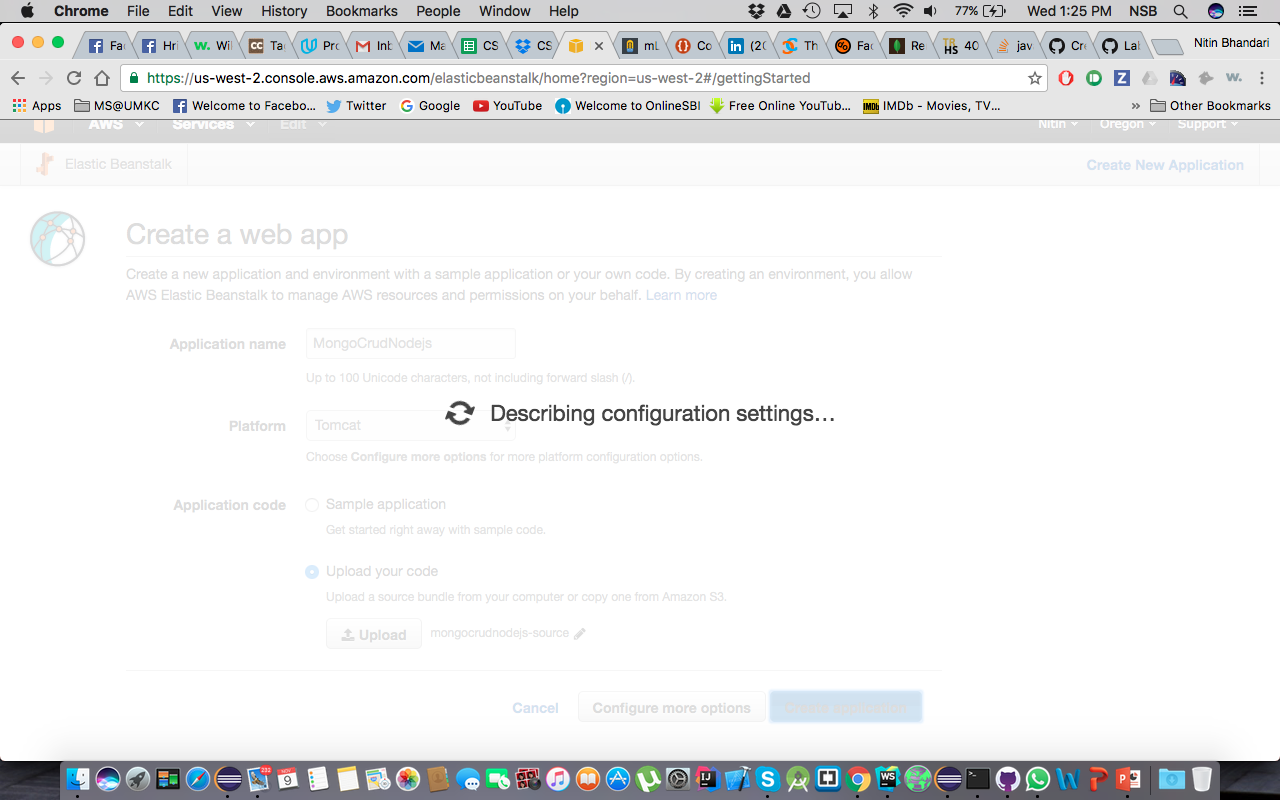 Chrome File Edit View History Bookmarks People Window Help 77% Wed 1:25 PM NSB
Fa Hri Wi Ta Pro Inb Ma CS CS mL Co (20 Th Fac Re 40 jav Cre Lal Nitin Bhandari
https://us-west-2.console.aws.amazon.com/elasticbeanstalk/home?region=us-west-2#/gettingStarted
Apps MS@UMKC Welcome to Facebo... Twitter Google YouTube Welcome to OnlineSBI Free Online YouTub... IMDb - Movies, TV... » Other Bookmarks
AWS Services Edit Nitin Oregon Support
Elastic Beanstalk Create New Application
Create a web app
Create a new application and environment with a sample application or your own code. By creating an environment, you allow
AWS Elastic Beanstalk to manage AWS resources and permissions on your behalf. Learn more
Application name MongoCrudNodejs
Up to 100 Unicode characters, not including forward slash (/).
Describing configuration settings...
Platform Tomcat
Choose Configure more options for more platform configuration options.
Application code Sample application
Get started right away with sample code.
Upload your code
Upload a source bundle from your computer or copy one from Amazon S3.
Upload mongocrudnodejs-source
Cancel Configure more options Create application